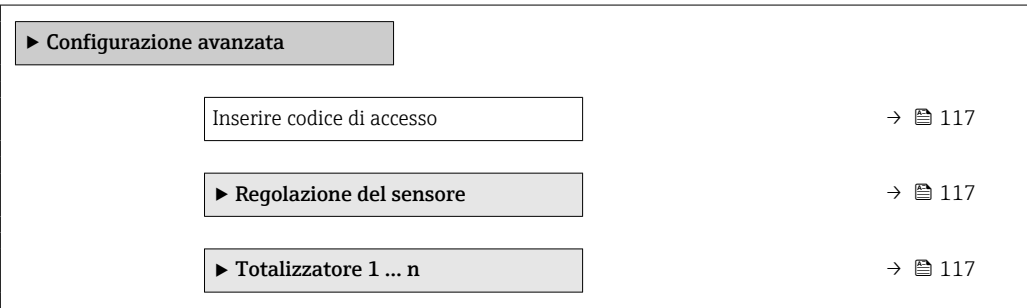 ▶ Configurazione avanzata
Inserire codice di accesso → 117
▶ Regolazione del sensore → 117
▶ Totalizzatore 1 ... n → 117